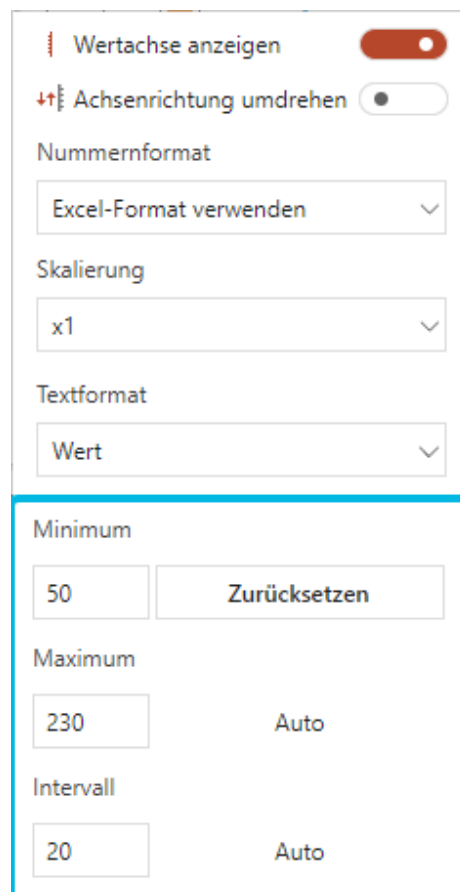 Wertachse anzeigen
Achsenrichtung umdrehen
Nummernformat
Excel-Format verwenden
Skalierung
x1
Textformat
Wert
Minimum
50 Zurücksetzen
Maximum
230 Auto
Intervall
20 Auto